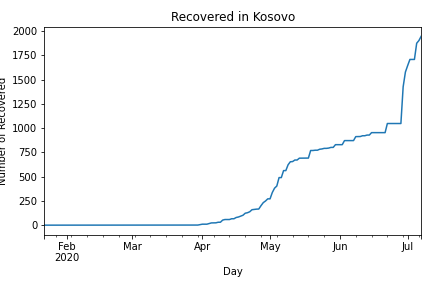 Recovered in Kosovo
2000
1750
1500
1250
1000
750
500
250
0
Number of Recovered
Feb
2020
Mar
Apr
May
Jun
Jul
Day